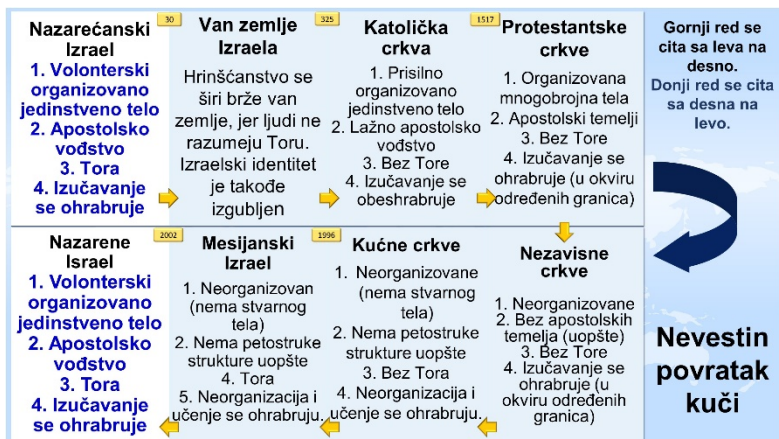 Nazarećanski
Izrael
1. Volonterski
organizovano
jedinstveno telo
2. Apostolsko
vođstvo
3. Tora
4. Izučavanje
se ohrabruje
30
Van zemlje
Izraela
Hrinšćanstvo se
širi brže van
zemlje, jer ljudi ne
razumeju Toru.
Izraelski identitet
je takođe
izgubljen
325
Katolička
crkva
1. Prisilno
organizovano
jedinstveno telo
2. Lažno apostolsko
vođstvo
3. Bez Tore
4. Izučavanje se
obeshrabruje
1517
Protestantske
crkve
1. Organizovana
mnogobrojna tela
2. Apostolski temelji
3. Bez Tore
4. Izučavanje se
ohrabruje (u okviru
određenih granica)
Gornji red se
cita sa leva na
desno.
Donji red se cita
sa desna na
levo.
Nazarene
Israel
1. Volonterski
organizovano
jedinstveno telo
2. Apostolsko
vođstvo
3. Tora
4. Izučavanje
se ohrabruje
2002
Mesijanski
Izrael
1. Neorganizovan
(nema stvarnog
tela)
2. Nema petostruke
strukture uopšte
4. Tora
5. Neorganizacija i
učenje se ohrabruju.
1996
Kućne crkve
1. Neorganizovane
(nema stvarnog
tela)
2. Nema petostruke
strukture uopšte
3. Bez Tora
4. Neorganizacija i
učenje se ohrabruju.
Nezavisne
crkve
1. Neorganizovane
2. Bez apostolskih
temelja (uopšte)
3. Bez Tore
4. Izučavanje se
ohrabruje (u
okviru određenih
granica)
Nevestin
povratak
kuči